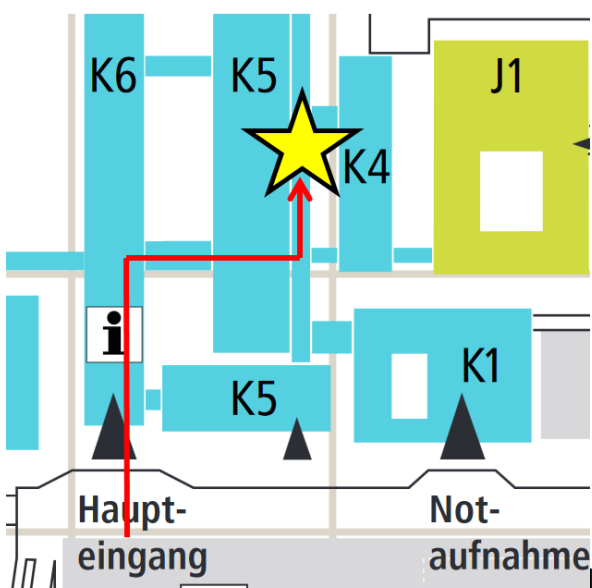 K6
K5
J1
K4
i
K1
K5
Haupt-
eingang
Not-
aufnahme